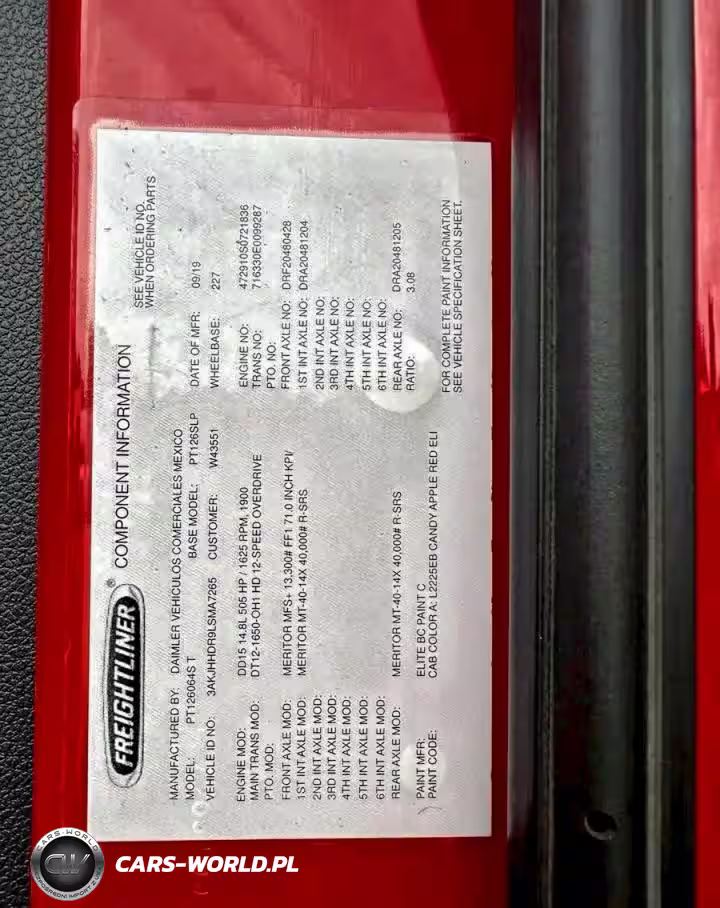 FREIGHTLINER® COMPONENT INFORMATION
SEE VEHICLE ID NO.
WHEN ORDERING PARTS
MANUFACTURED BY: DAIMLER VEHICULOS COMERCIALES MEXICO
MODEL: PT126064S T BASE MODEL: PT126SLP DATE OF MFR: 09/19
VEHICLE ID NO: 3AKJHHDR9LSMA7265 CUSTOMER: W43551 WHEELBASE: 227
ENGINE MOD: DD15 14.8L 505 HP / 1625 RPM, 1900 ENGINE NO: 472910S0721836
MAIN TRANS MOD: DT12-1650-OH1 HD 12-SPEED OVERDRIVE TRANS NO: 716330E0099287
PTO. MOD: PTO. NO:
FRONT AXLE MOD: MERITOR MFS+ 13,300# FF1 71.0 INCH KPI/ FRONT AXLE NO: DRF20480428
1ST INT AXLE MOD: MERITOR MT-40-14X 40,000# R-SRS 1ST INT AXLE NO: DRA20481204
2ND INT AXLE MOD: 2ND INT AXLE NO:
3RD INT AXLE MOD: 3RD INT AXLE NO:
4TH INT AXLE MOD: 4TH INT AXLE NO:
5TH INT AXLE MOD: 5TH INT AXLE NO:
6TH INT AXLE MOD: 6TH INT AXLE NO:
REAR AXLE MOD: MERITOR MT-40-14X 40,000# R-SRS REAR AXLE NO: DRA20481205
RATIO: 3.08
PAINT MFR: ELITE BC PAINT C
PAINT CODE: CAB COLOR A: L2225EB CANDY APPLE RED ELI
FOR COMPLETE PAINT INFORMATION
SEE VEHICLE SPECIFICATION SHEET.
CARS-WORLD
CW
CARS-WORLD.PL